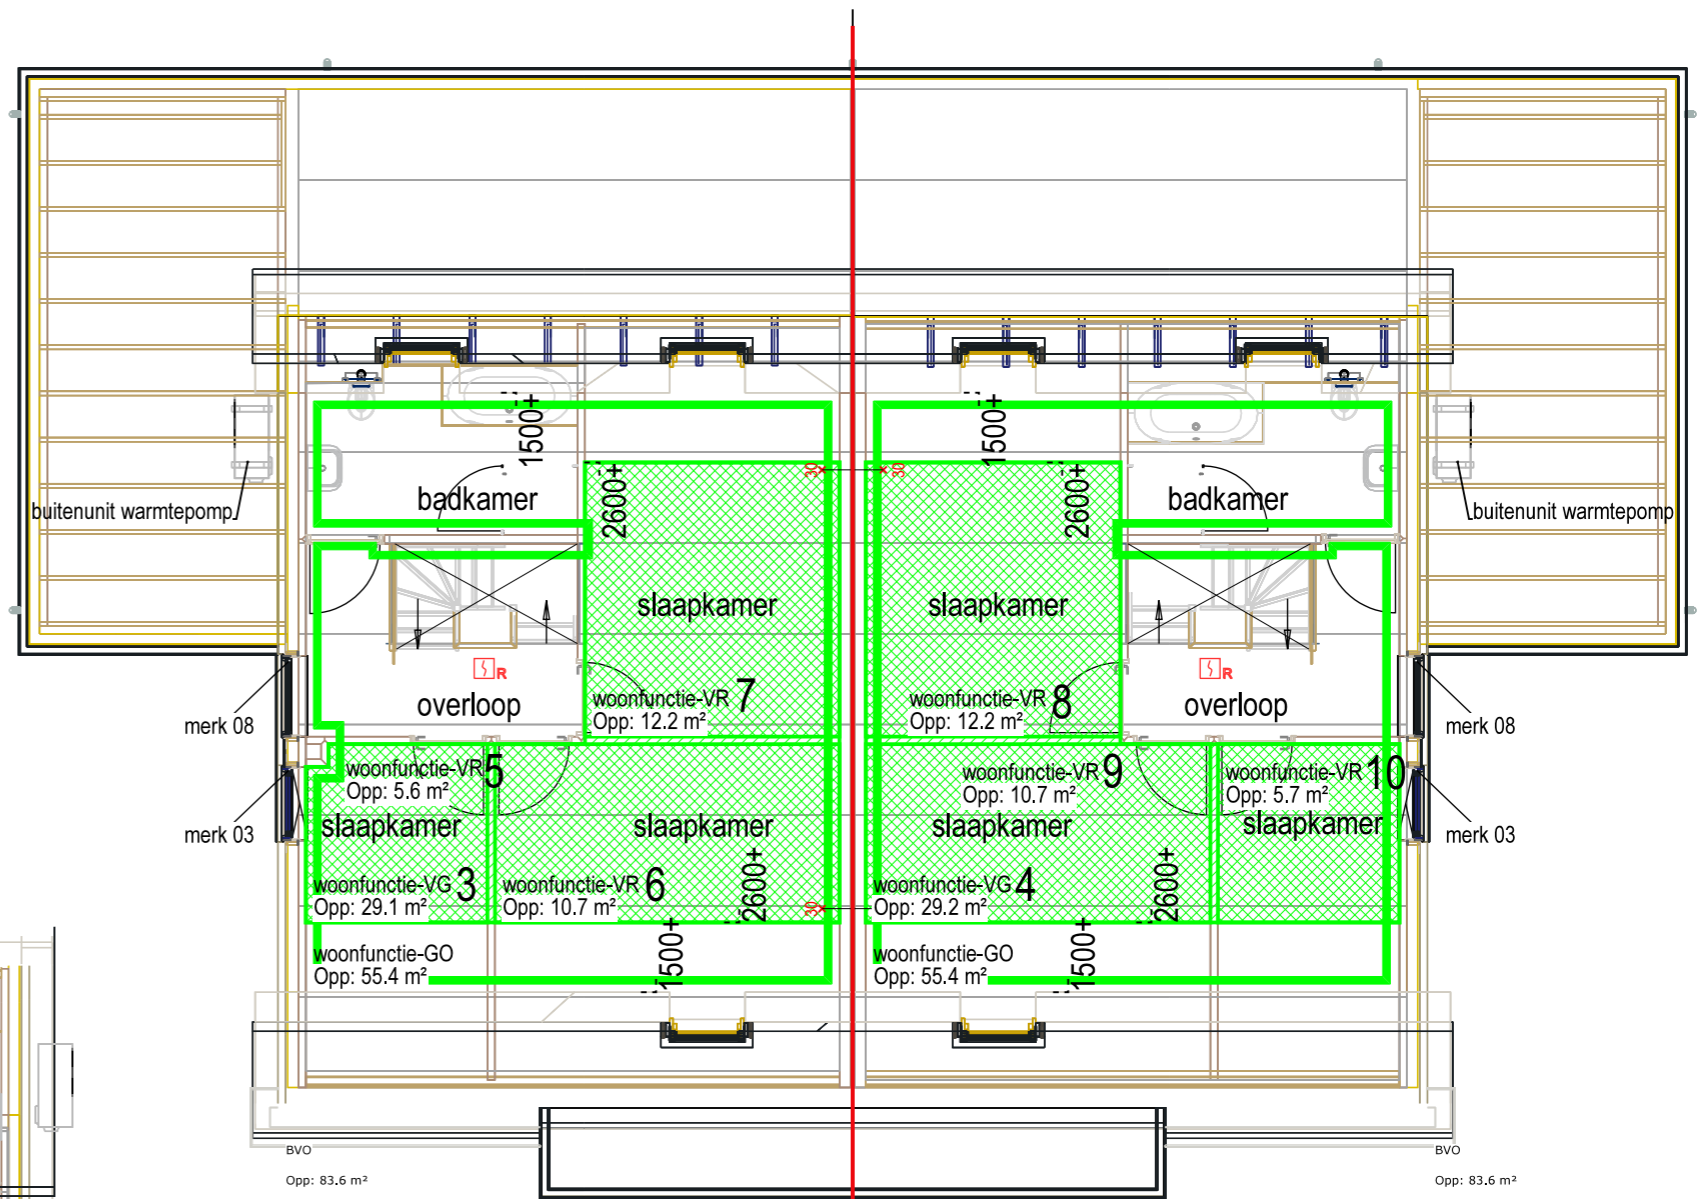 1500+
1500+
30
30
2600+
2600+
badkamer
badkamer
buitenunit warmtepomp
buitenunit warmtepomp
slaapkamer
slaapkamer
R
R
overloop
overloop
woonfunctie-VR 7
Opp: 12.2 m²
woonfunctie-VR 8
Opp: 12.2 m²
merk 08
merk 08
woonfunctie-VR 5
Opp: 5.6 m²
woonfunctie-VR 9
Opp: 10.7 m²
woonfunctie-VR 10
Opp: 5.7 m²
merk 03
merk 03
slaapkamer
slaapkamer
slaapkamer
slaapkamer
woonfunctie-VG 3
Opp: 29.1 m²
woonfunctie-VR 6
Opp: 10.7 m²
2600+
30
woonfunctie-VG 4
Opp: 29.2 m²
2600+
woonfunctie-GO
Opp: 55.4 m²
1500+
woonfunctie-GO
Opp: 55.4 m²
1500+
BVO
Opp: 83.6 m²
BVO
Opp: 83.6 m²